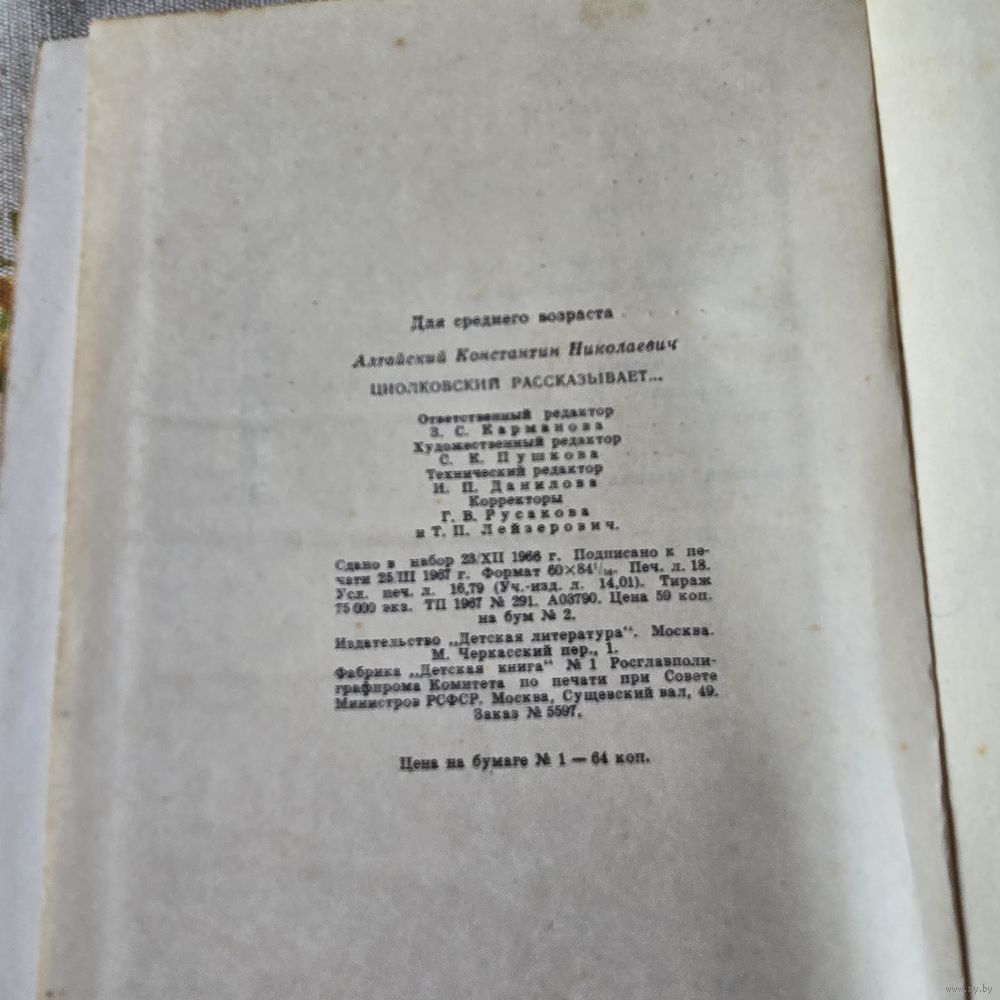 Для среднего возраста
Алтайский Константин Николаевич
ЦИОЛКОВСКИЙ РАССКАЗЫВАЕТ...
Ответственный редактор
З. С. Карманова
Художественный редактор
С. К. Пушкова
Технический редактор
И. П. Данилова
Корректоры
Г. В. Русакова
и Т. П. Лейзерович.
Сдано в набор 23/XII 1966 г. Подписано к пе-
чати 25/III 1967 г. Формат 60×84 1/16. Печ. л. 18.
Усл. печ. л. 16,79 (Уч.-изд. л. 14,01). Тираж
75 000 экз. ТП 1967 № 291. А03790. Цена 59 коп.
на бум № 2.
Издательство „Детская литература“. Москва.
М. Черкасский пер., 1.
Фабрика „Детская книга“ № 1 Росглавполи-
графпрома Комитета по печати при Совете
Министров РСФСР. Москва, Сущевский вал, 49.
Заказ № 5597.
Цена на бумаге № 1 — 64 коп.
www.ay.by